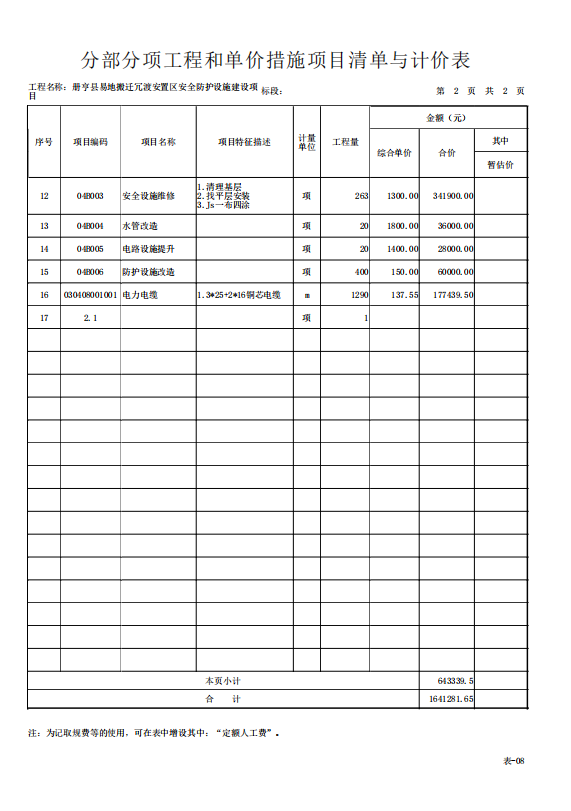 分部分项工程和单价措施项目清单与计价表
工程名称：册亨县易地搬迁冗渡安置区安全防护设施建设项目 标段： 第 2 页 共 2 页
序号 项目编码 项目名称 项目特征描述 计量单位 工程量 金额（元）
综合单价 合价 其中
暂估价
12 04B003 安全设施维修 1.清理基层 2.找平层安装 3.Js一布四涂 项 263 1300.00 341900.00
13 04B004 水管改造 项 20 1800.00 36000.00
14 04B005 电路设施提升 项 20 1400.00 28000.00
15 04B006 防护设施改造 项 400 150.00 60000.00
16 030408001001 电力电缆 1.3*25+2*16铜芯电缆 m 1290 137.55 177439.50
17 2.1 项 1
本页小计 643339.5
合 计 1641281.65
注：为记取规费等的使用，可在表中增设其中：“定额人工费”。
表-08